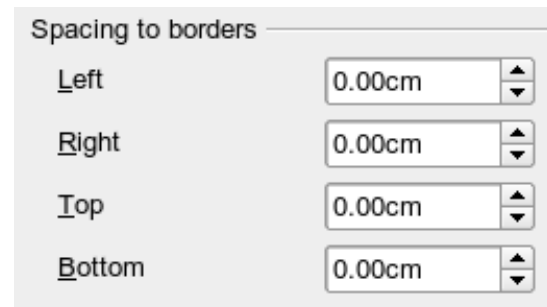 Spacing to borders
Left 0.00cm
Right 0.00cm
Top 0.00cm
Bottom 0.00cm